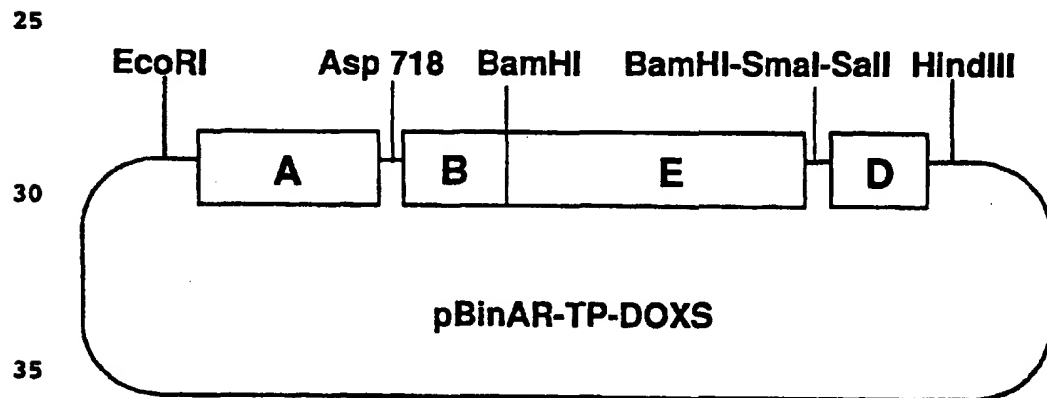 25
EcoRI Asp 718 BamHI BamHI-SmaI-SalI HindIII
A B E D
30
pBinAR-TP-DOXS
35